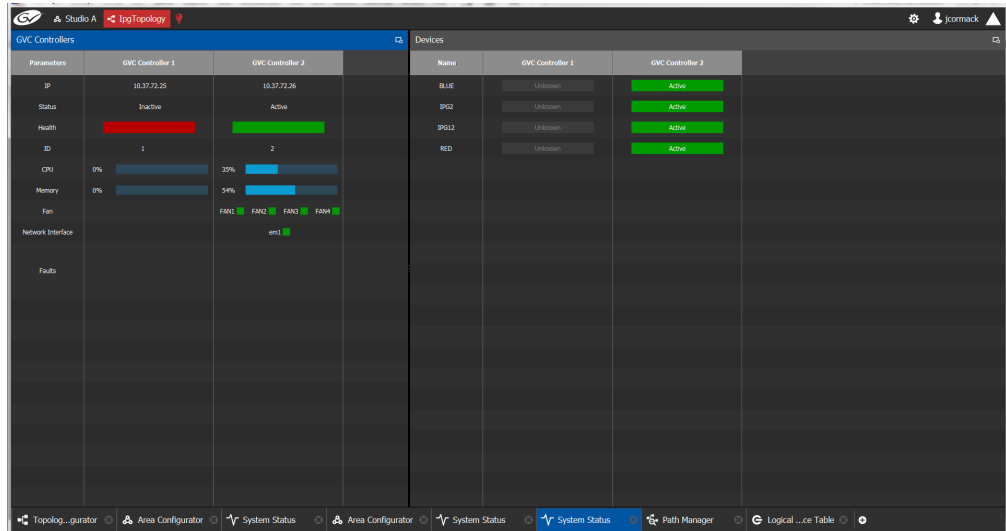 GV Studio A IpgTopology jcormack
GVC Controllers
Parameters GVC Controller 1 GVC Controller 2
IP 10.37.72.25 10.37.72.26
Status Inactive Active
Health
ID 1 2
CPU 0% 35%
Memory 0% 54%
Fan FAN1 FAN2 FAN3 FAN4
Network Interface em1
Faults
Devices
Name GVC Controller 1 GVC Controller 2
BLUE Unknown Active
IPG2 Unknown Active
IPG12 Unknown Active
RED Unknown Active
Topolog...gurator Area Configurator System Status Area Configurator System Status System Status Path Manager Logical ...ce Table